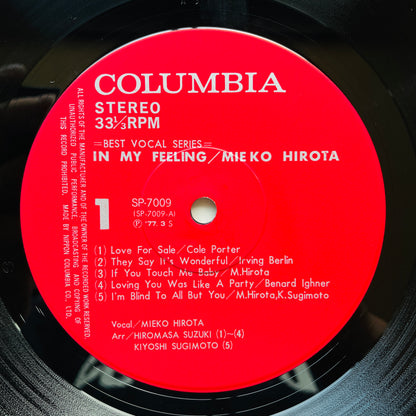 COLUMBIA
STEREO
33⅓RPM
=BEST VOCAL SERIES=
IN MY FEELING/MIEKO HIROTA
1
SP-7009
(SP-7009-A)
Ⓟ '77. 3 S
(1) Love For Sale/Cole Porter
(2) They Say It's Wonderful/Irving Berlin
(3) If You Touch Me Baby/M.Hirota
(4) Loving You Was Like A Party/Benard Ighner
(5) I'm Blind To All But You/M.Hirota,K.Sugimoto
Vocal/MIEKO HIROTA
Arr/HIROMASA SUZUKI (1)~(4)
KIYOSHI SUGIMOTO (5)
ALL RIGHTS OF THE MANUFACTURER AND OF THE OWNER OF THE RECORDED WORK RESERVED.
UNAUTHORIZED PUBLIC PERFORMANCE, BROADCASTING AND COPYING OF
THIS RECORD PROHIBITED. MADE BY NIPPON COLUMBIA CO., LTD.